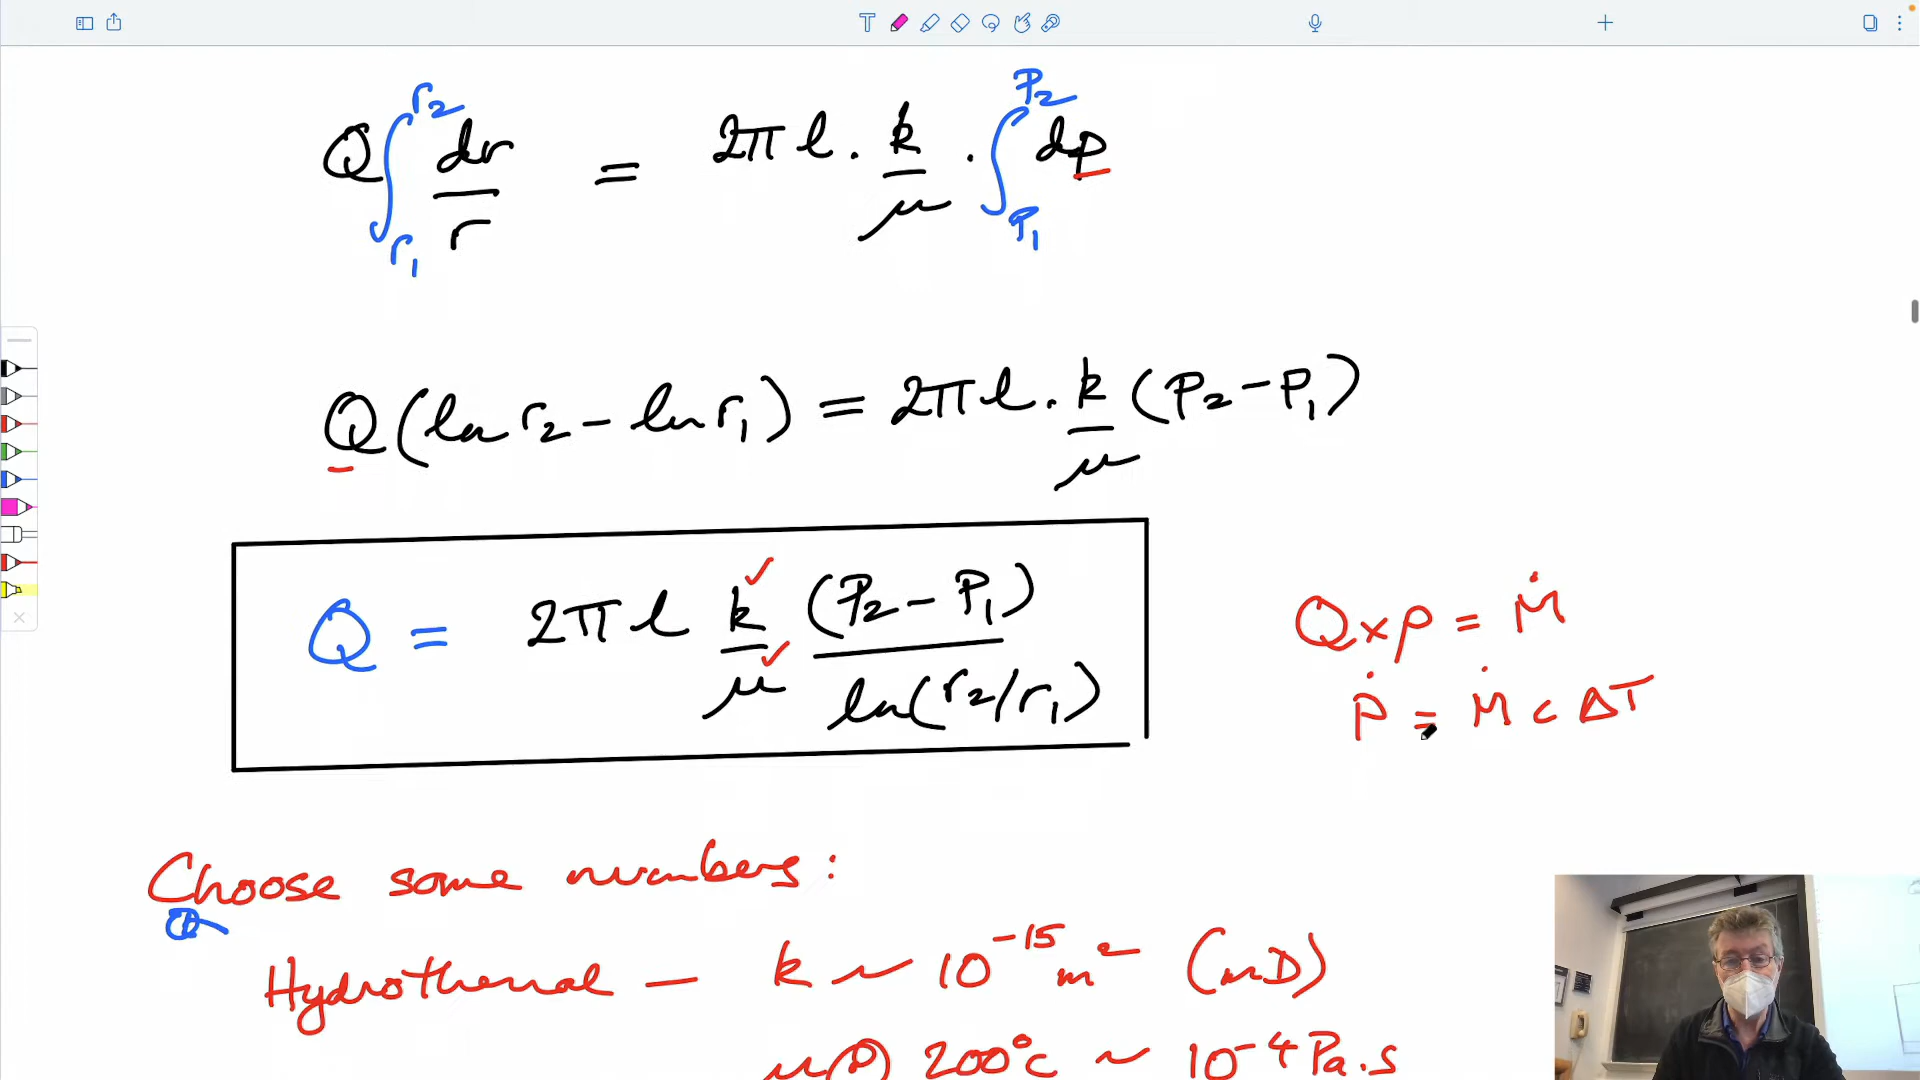 Q ∫_{r₁}^{r₂} dr/r = 2πl · k/μ · ∫_{P₁}^{P₂} dp
Q (ln r₂ − ln r₁) = 2πl · k/μ (P₂ − P₁)
Q = 2πl k/μ (P₂ − P₁)/ln(r₂/r₁)
Q × ρ = Ṁ
Ṗ = Ṁ c ΔT
Choose some numbers:
Hydrothermal — k ~ 10⁻¹⁵ m² (mD)
μ @ 200°c ~ 10⁻⁴ Pa.s